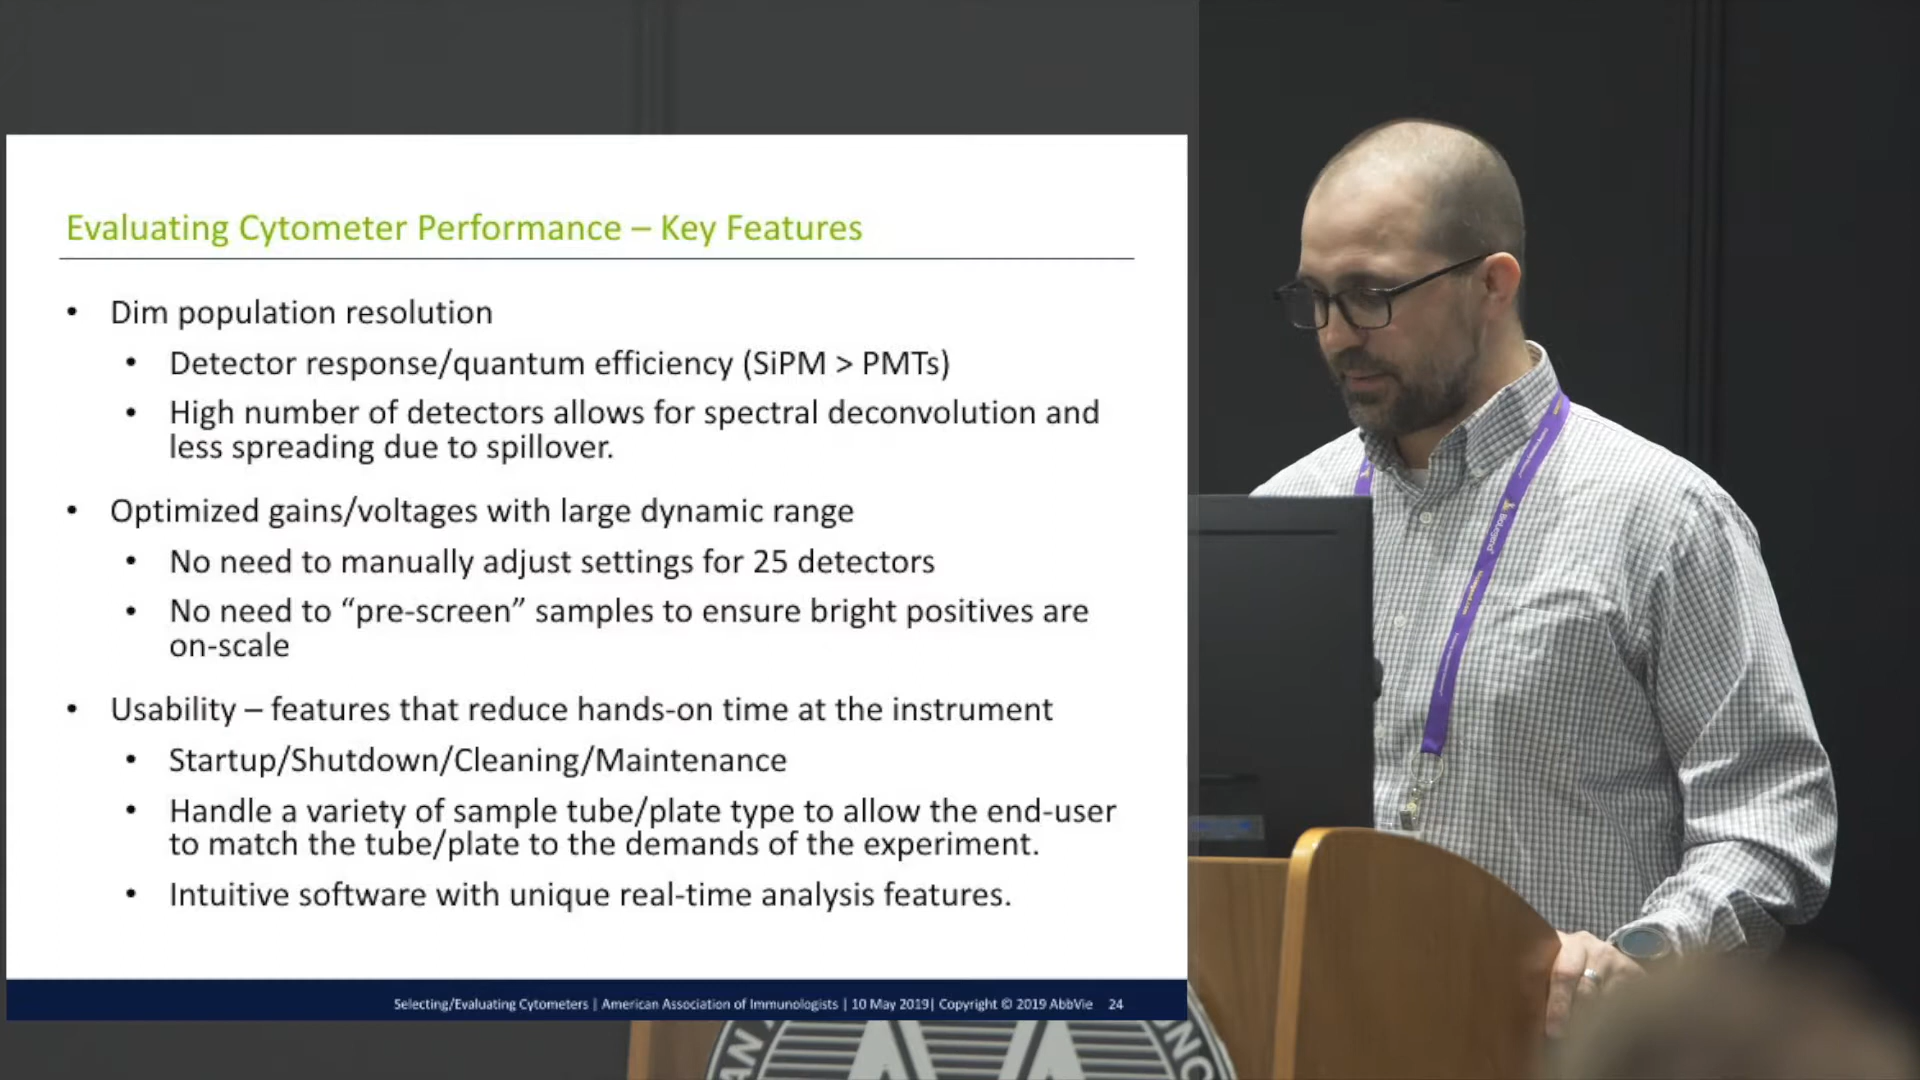 Evaluating Cytometer Performance – Key Features
• Dim population resolution
• Detector response/quantum efficiency (SiPM > PMTs)
• High number of detectors allows for spectral deconvolution and
less spreading due to spillover.
• Optimized gains/voltages with large dynamic range
• No need to manually adjust settings for 25 detectors
• No need to “pre-screen” samples to ensure bright positives are
on-scale
• Usability – features that reduce hands-on time at the instrument
• Startup/Shutdown/Cleaning/Maintenance
• Handle a variety of sample tube/plate type to allow the end-user
to match the tube/plate to the demands of the experiment.
• Intuitive software with unique real-time analysis features.
Selecting/Evaluating Cytometers | American Association of Immunologists | 10 May 2019| Copyright © 2019 AbbVie 24
BioLegend